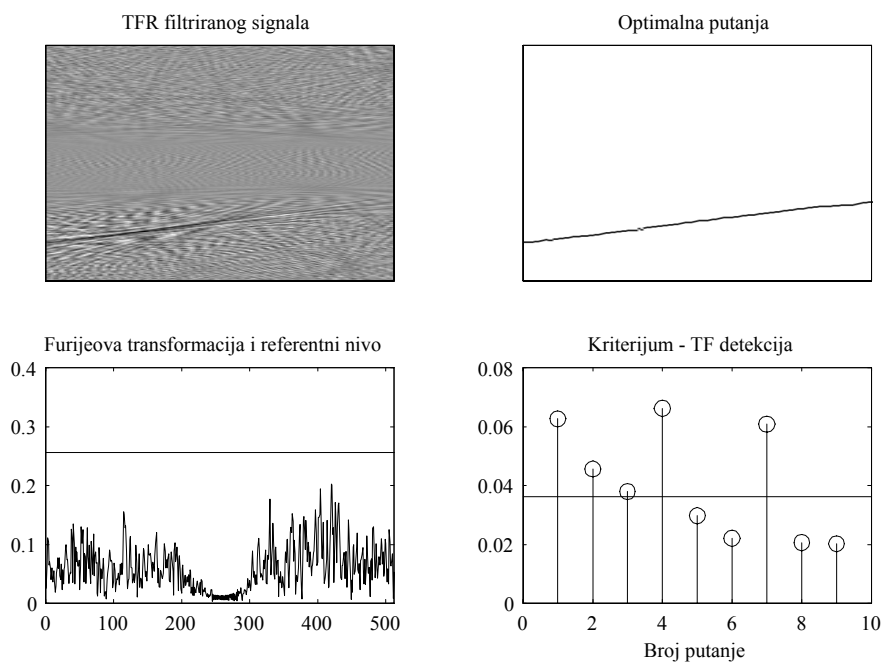 TFR filtriranog signala
Optimalna putanja
Furijeova transformacija i referentni nivo
0.4
0.3
0.2
0.1
0
0 100 200 300 400 500
Kriterijum - TF detekcija
0.08
0.06
0.04
0.02
0
0 2 4 6 8 10
Broj putanje